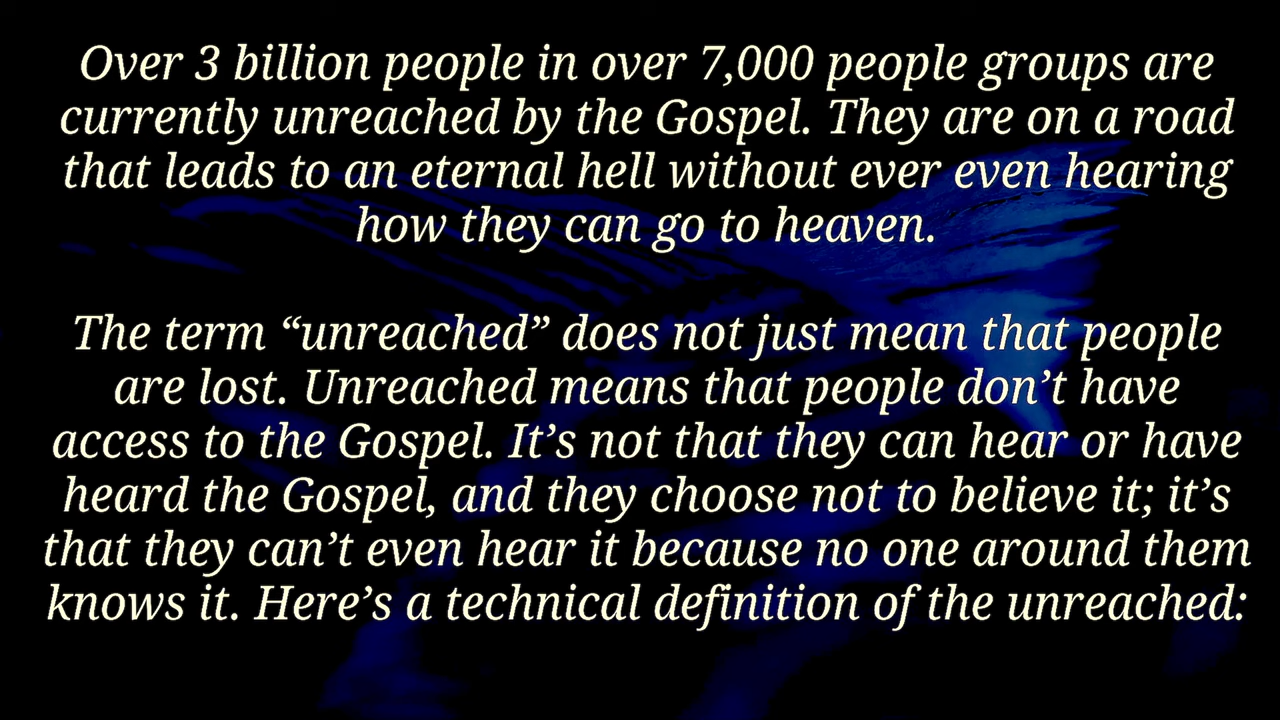 Over 3 billion people in over 7,000 people groups are
currently unreached by the Gospel. They are on a road
that leads to an eternal hell without ever even hearing
how they can go to heaven.
The term “unreached” does not just mean that people
are lost. Unreached means that people don’t have
access to the Gospel. It’s not that they can hear or have
heard the Gospel, and they choose not to believe it; it’s
that they can’t even hear it because no one around them
knows it. Here’s a technical definition of the unreached: